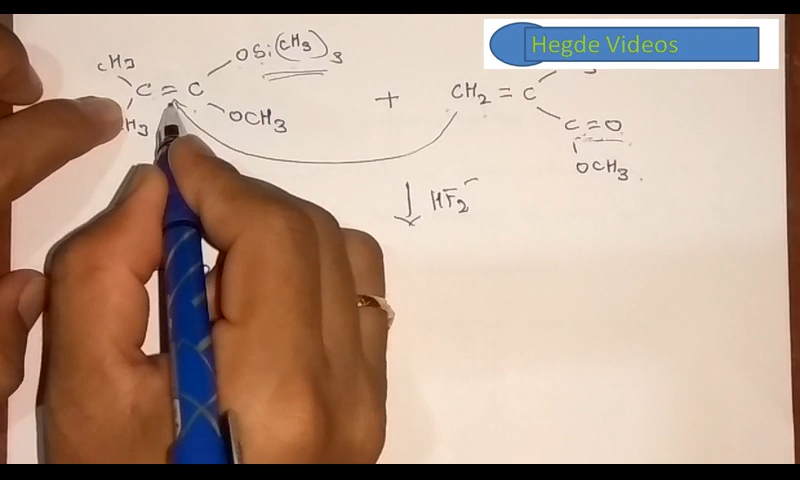 Hegde Videos
CH3
OSi(CH3)3
C = C
CH3
OCH3
+
CH2 = C
C = O
OCH3
↓ HF2⁻